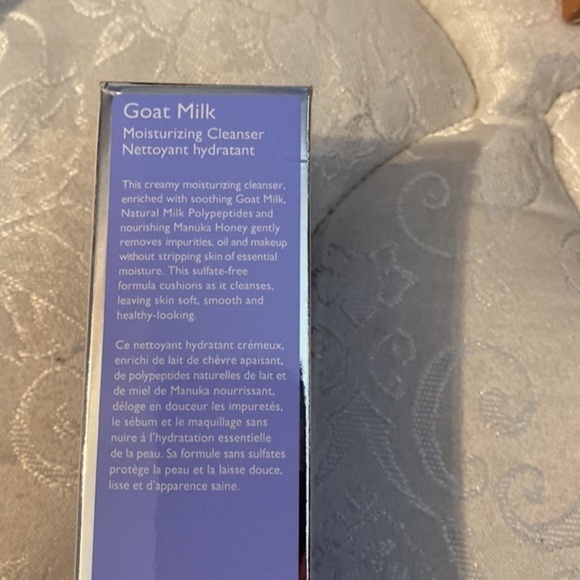 Goat Milk
Moisturizing Cleanser
Nettoyant hydratant
This creamy moisturizing cleanser,
enriched with soothing Goat Milk,
Natural Milk Polypeptides and
nourishing Manuka Honey gently
removes impurities, oil and makeup
without stripping skin of essential
moisture. This sulfate-free
formula cushions as it cleanses,
leaving skin soft, smooth and
healthy-looking.
Ce nettoyant hydratant crémeux,
enrichi de lait de chèvre apaisant,
de polypeptides naturelles de lait et
de miel de Manuka nourrissant,
déloge en douceur les impuretés,
le sébum et le maquillage sans
nuire à l'hydratation essentielle
de la peau. Sa formule sans sulfates
protège la peau et la laisse douce,
lisse et d'apparence saine.